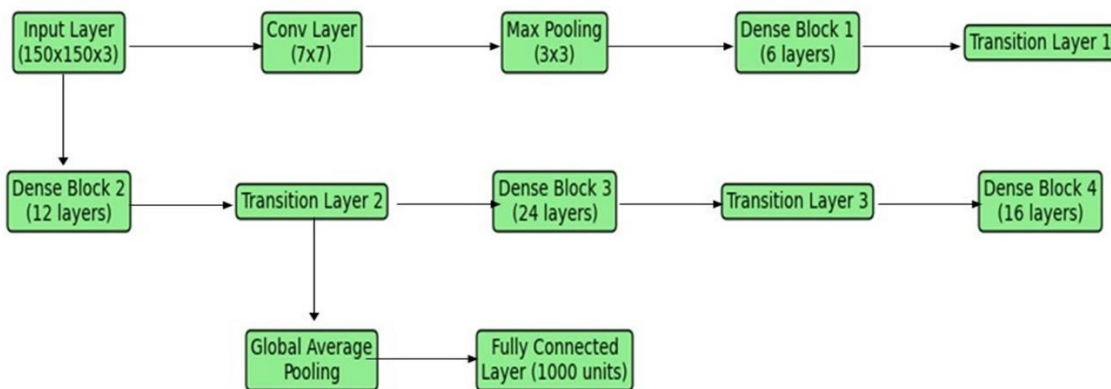 Input Layer
(150x150x3)
Conv Layer
(7x7)
Max Pooling
(3x3)
Dense Block 1
(6 layers)
Transition Layer 1
Dense Block 2
(12 layers)
Transition Layer 2
Dense Block 3
(24 layers)
Transition Layer 3
Dense Block 4
(16 layers)
Global Average
Pooling
Fully Connected
Layer (1000 units)